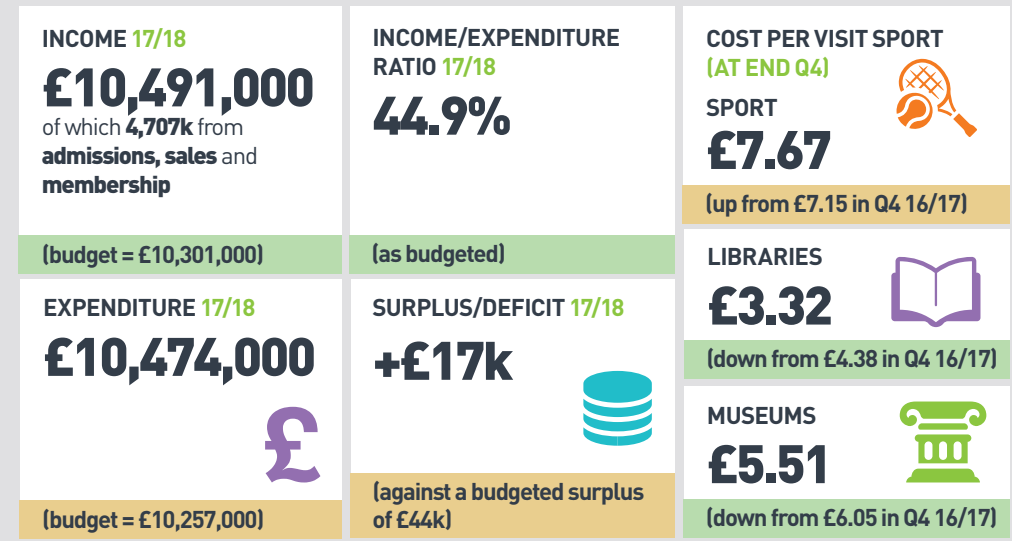 INCOME 17/18
£10,491,000
of which 4,707k from
admissions, sales and
membership
(budget = £10,301,000)
INCOME/EXPENDITURE
RATIO 17/18
44.9%
(as budgeted)
COST PER VISIT SPORT
(AT END Q4)
SPORT
£7.67
(up from £7.15 in Q4 16/17)
EXPENDITURE 17/18
£10,474,000
£
(budget = £10,257,000)
SURPLUS/DEFICIT 17/18
+£17k
(against a budgeted surplus
of £44k)
LIBRARIES
£3.32
(down from £4.38 in Q4 16/17)
MUSEUMS
£5.51
(down from £6.05 in Q4 16/17)